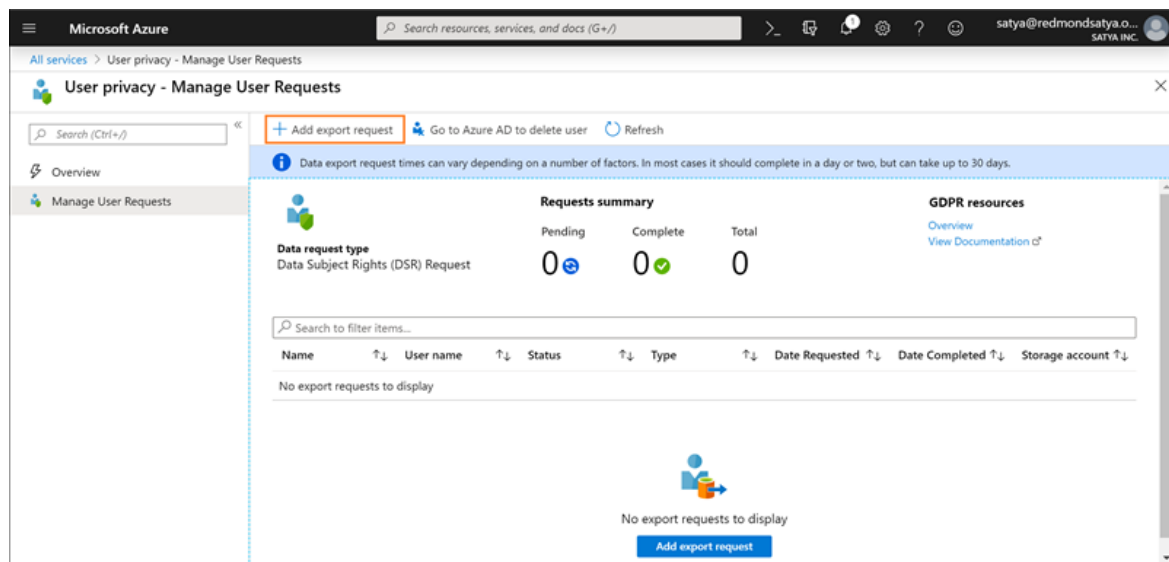 Microsoft Azure
Search resources, services, and docs (G+/)
1
satya@redmondsatya.o...
SATYA INC.
All services > User privacy - Manage User Requests
User privacy - Manage User Requests
Search (Ctrl+/)
Add export request
Go to Azure AD to delete user
Refresh
Data export request times can vary depending on a number of factors. In most cases it should complete in a day or two, but can take up to 30 days.
Overview
Manage User Requests
Data request type
Data Subject Rights (DSR) Request
Requests summary
Pending Complete Total
0 0 0
GDPR resources
Overview
View Documentation
Search to filter items...
Name User name Status Type Date Requested Date Completed Storage account
No export requests to display
No export requests to display
Add export request